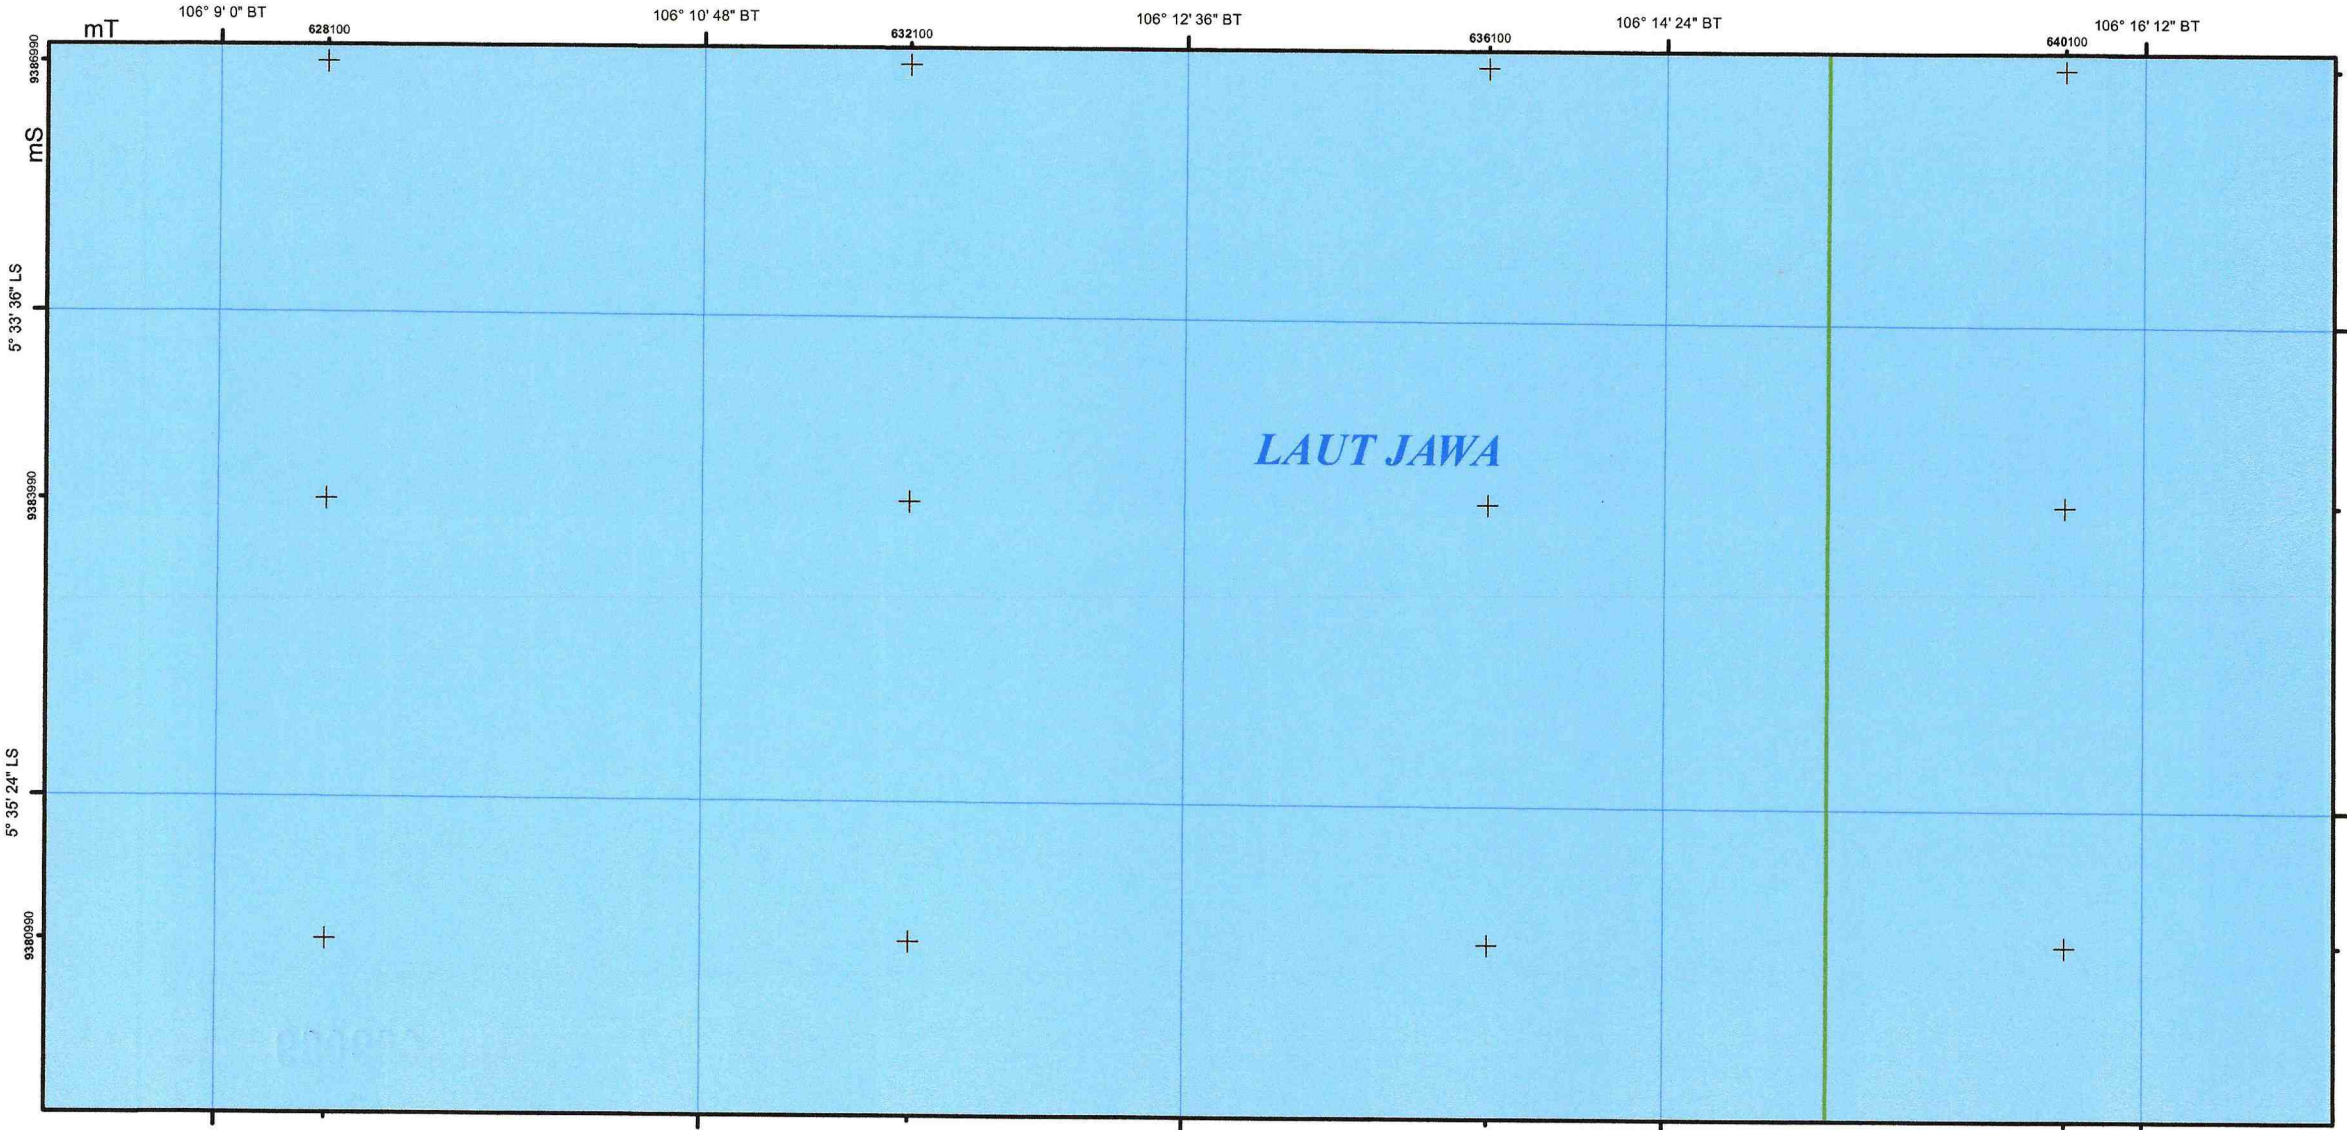 106° 9' 0" BT
106° 10' 48" BT
106° 12' 36" BT
106° 14' 24" BT
106° 16' 12" BT
mT
628100
632100
636100
640100
9386990
mS
5° 33' 36" LS
LAUT JAWA
9383990
5° 35' 24" LS
9380990